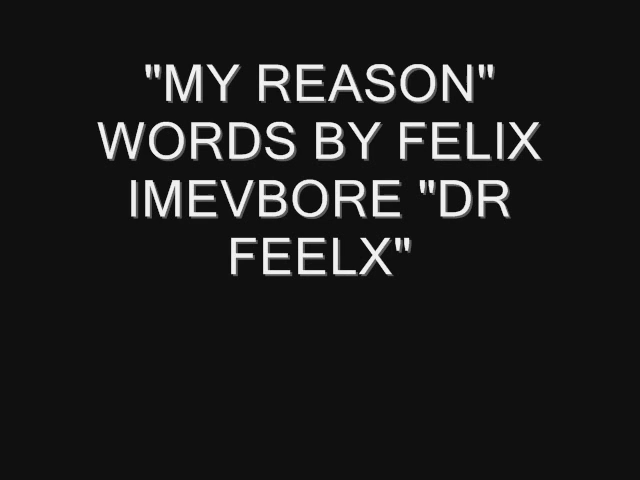 "MY REASON"
WORDS BY FELIX
IMEVBORE "DR
FEELX"